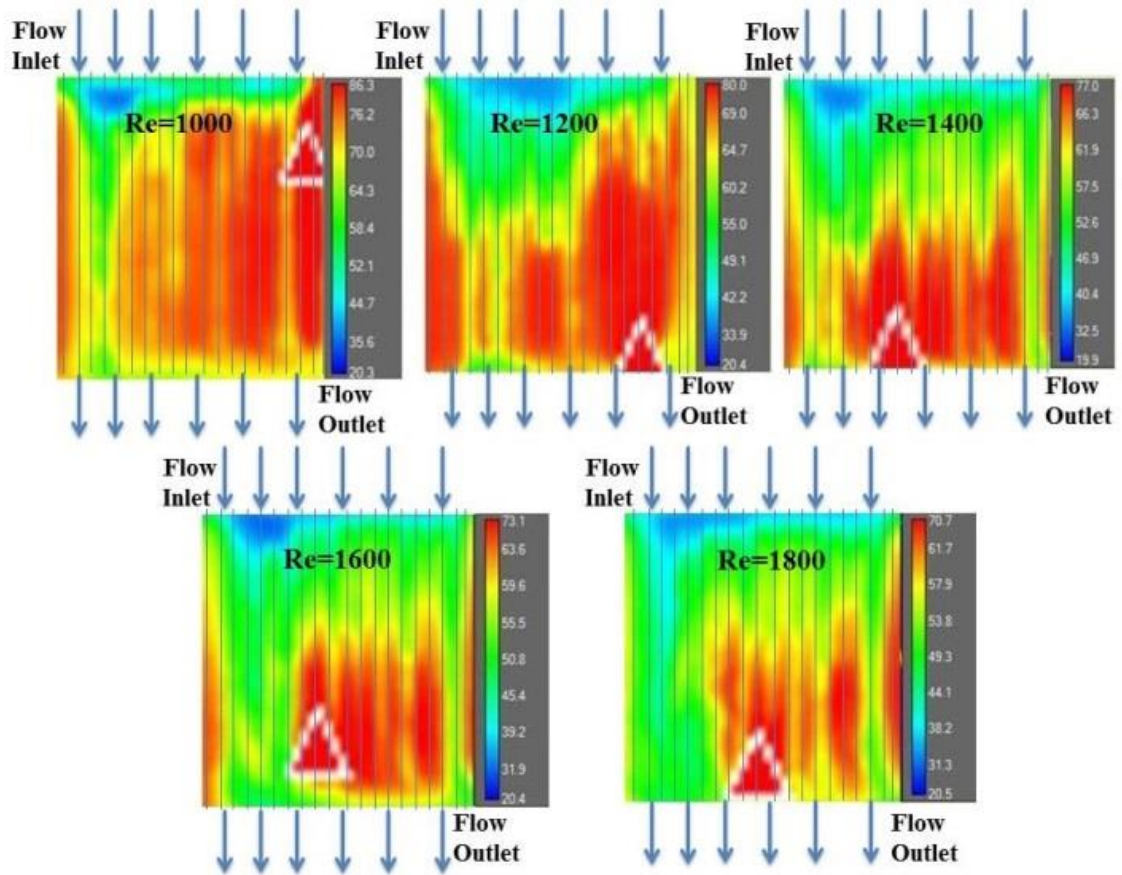 Flow
Inlet
Re=1000
86.3
76.2
70.0
64.3
58.4
52.1
44.7
35.6
20.3
Flow
Outlet
Flow
Inlet
Re=1200
80.0
69.0
64.7
60.2
55.0
49.1
42.2
33.9
20.4
Flow
Outlet
Flow
Inlet
Re=1400
77.0
66.3
61.9
57.5
52.6
46.9
40.4
32.5
19.9
Flow
Outlet
Flow
Inlet
Re=1600
73.1
63.6
59.6
55.5
50.8
45.4
39.2
31.9
20.4
Flow
Outlet
Flow
Inlet
Re=1800
70.7
61.7
57.9
53.8
49.3
44.1
38.2
31.3
20.5
Flow
Outlet